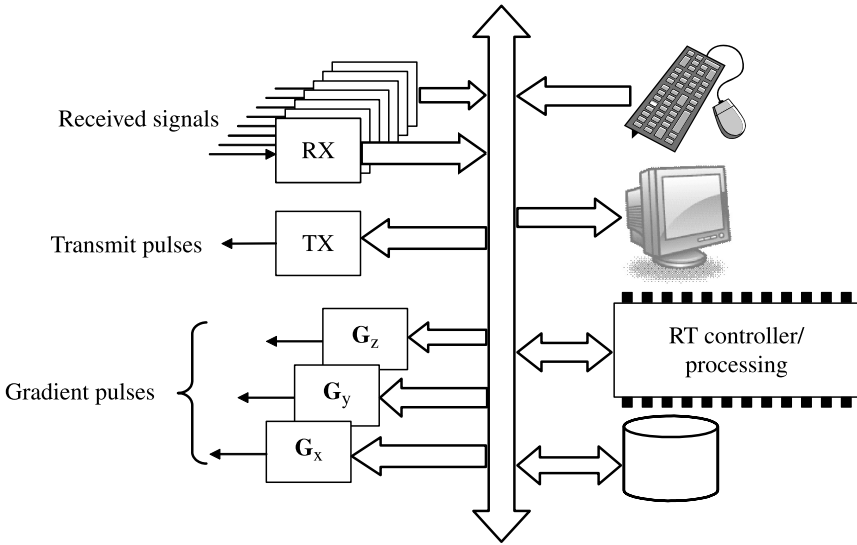 Received signals
RX
Transmit pulses
TX
Gradient pulses
Gz
Gy
Gx
RT controller/
processing